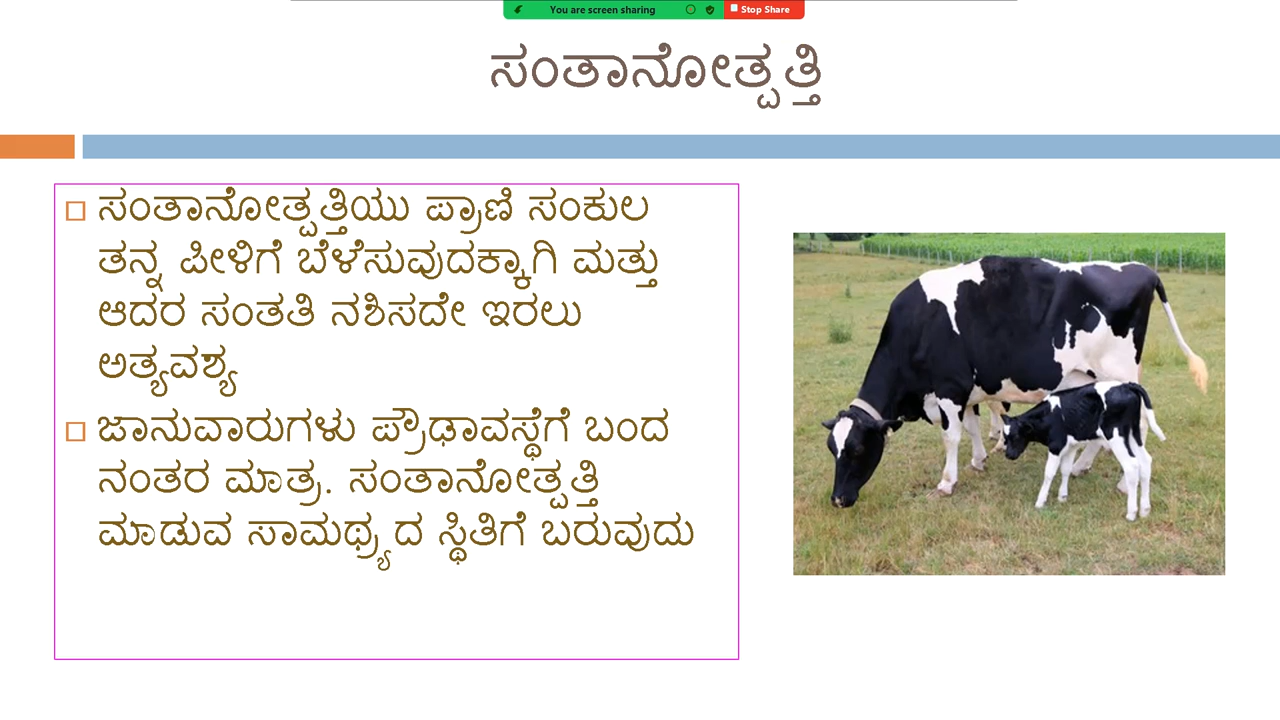 You are screen sharing Stop Share
ಸಂತಾನೋತ್ಪತ್ತಿ
ಸಂತಾನೋತ್ಪತ್ತಿಯು ಪ್ರಾಣಿ ಸಂಕುಲ
ತನ್ನ ಪೀಳಿಗೆ ಬೆಳೆಸುವುದಕ್ಕಾಗಿ ಮತ್ತು
ಆದರ ಸಂತತಿ ನಶಿಸದೇ ಇರಲು
ಅತ್ಯವಶ್ಯ
ಜಾನುವಾರುಗಳು ಪ್ರೌಢಾವಸ್ಥೆಗೆ ಬಂದ
ನಂತರ ಮಾತ್ರ. ಸಂತಾನೋತ್ಪತ್ತಿ
ಮಾಡುವ ಸಾಮಥ್ರ್ಯದ ಸ್ಥಿತಿಗೆ ಬರುವುದು